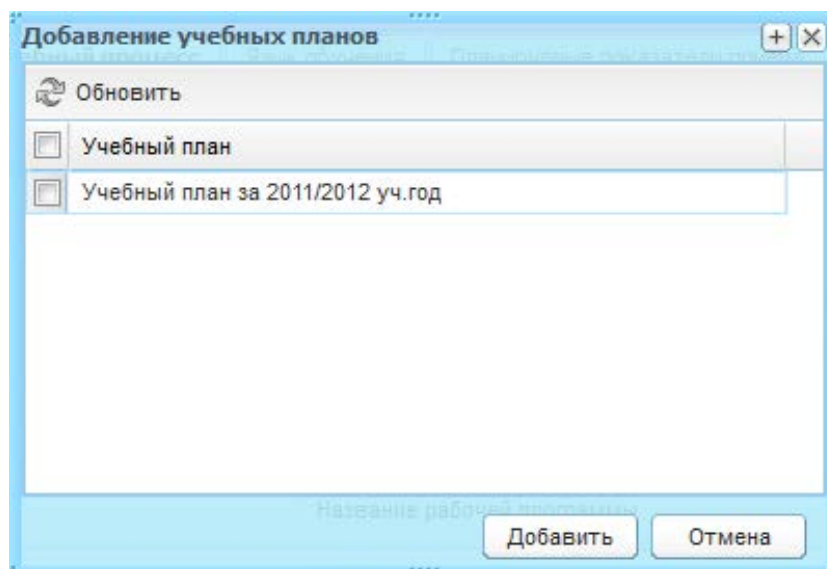 Добавление учебных планов
Обновить
Учебный план
Учебный план за 2011/2012 уч.год
Название рабочей программы
Добавить Отмена